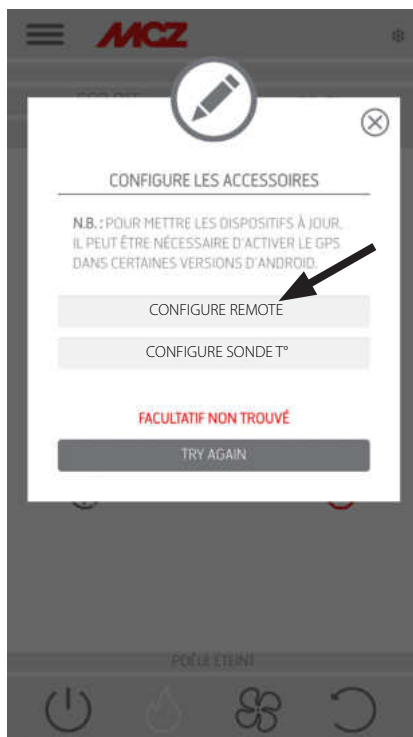 MCZ
CONFIGURE LES ACCESSOIRES
N.B. : POUR METTRE LES DISPOSITIFS À JOUR,
IL PEUT ÊTRE NÉCESSAIRE D'ACTIVER LE GPS
DANS CERTAINES VERSIONS D'ANDROID.
CONFIGURE REMOTE
CONFIGURE SONDE T°
FACULTATIF NON TROUVÉ
TRY AGAIN
POÊLE ÉTEINT